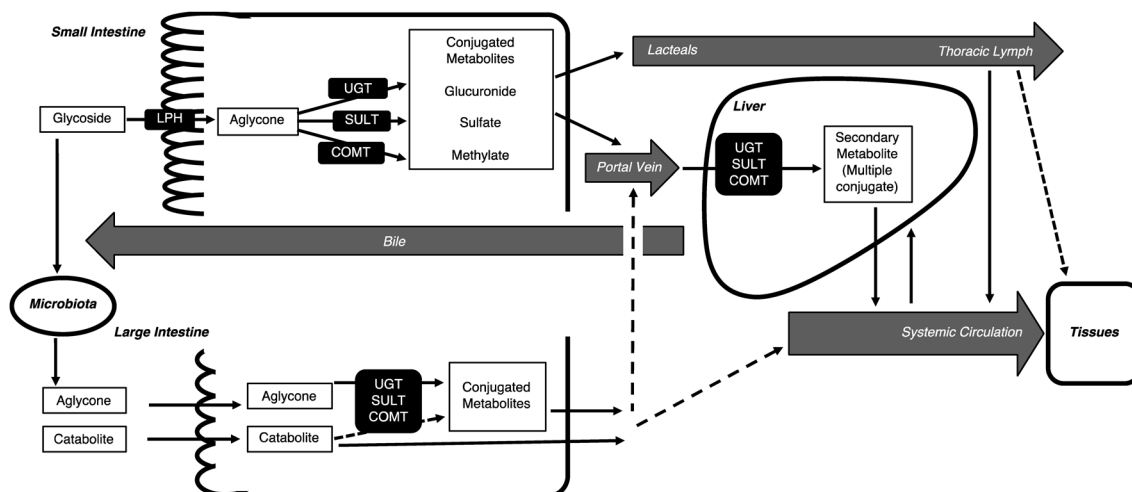 Small Intestine
Lacteals
Thoracic Lymph
Conjugated
Metabolites
Glucuronide
Sulfate
Methylate
UGT
SULT
COMT
Glycoside
LPH
Aglycone
Liver
UGT
SULT
COMT
Secondary
Metabolite
(Multiple
conjugate)
Portal Vein
Bile
Microbiota
Large Intestine
Systemic Circulation
Tissues
Aglycone
Catabolite
Aglycone
Catabolite
UGT
SULT
COMT
Conjugated
Metabolites